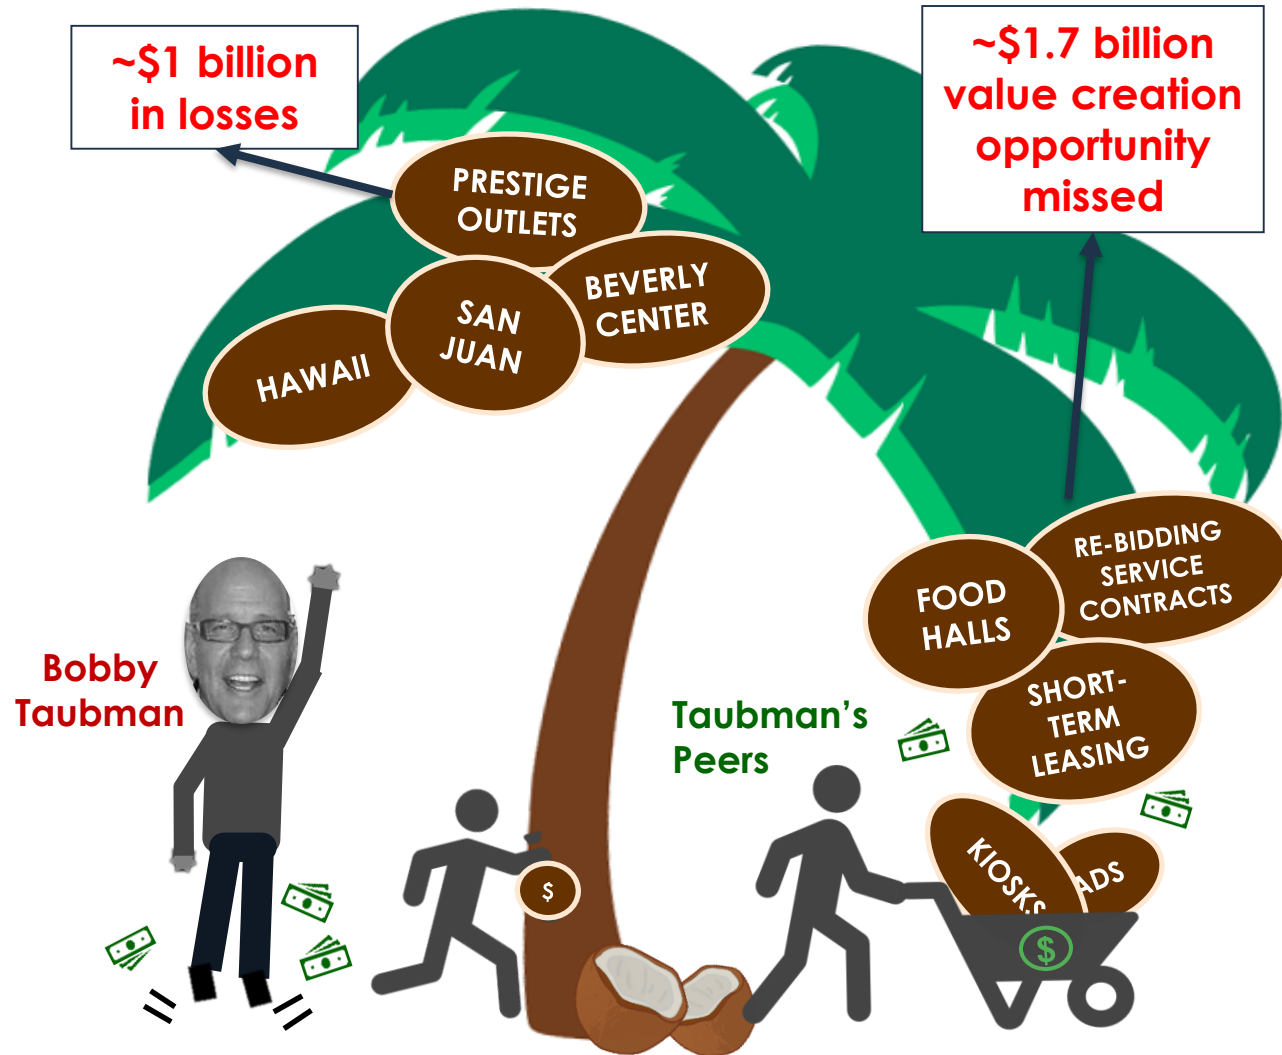 ~$1 billion
in losses
~$1.7 billion
value creation
opportunity
missed
PRESTIGE
OUTLETS
BEVERLY
CENTER
SAN
JUAN
HAWAII
RE-BIDDING
SERVICE
CONTRACTS
FOOD
HALLS
SHORT-
TERM
LEASING
Bobby
Taubman
Taubman's
Peers
KIOSKS
ADS
$
$